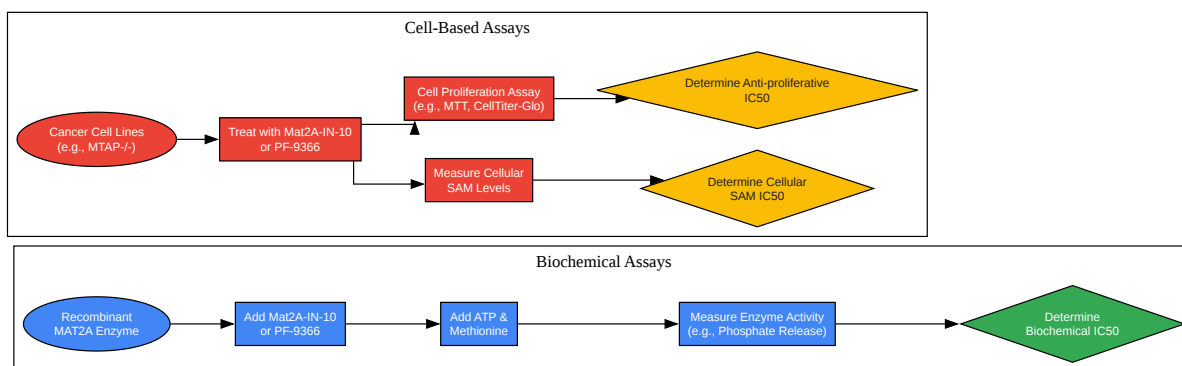 Cell-Based Assays
Cancer Cell Lines
(e.g., MTAP-/-)
Treat with Mat2A-IN-10
or PF-9366
Cell Proliferation Assay
(e.g., MTT, CellTiter-Glo)
Determine Anti-proliferative
IC50
Measure Cellular
SAM Levels
Determine Cellular
SAM IC50
Biochemical Assays
Recombinant
MAT2A Enzyme
Add Mat2A-IN-10
or PF-9366
Add ATP &
Methionine
Measure Enzyme Activity
(e.g., Phosphate Release)
Determine
Biochemical IC50